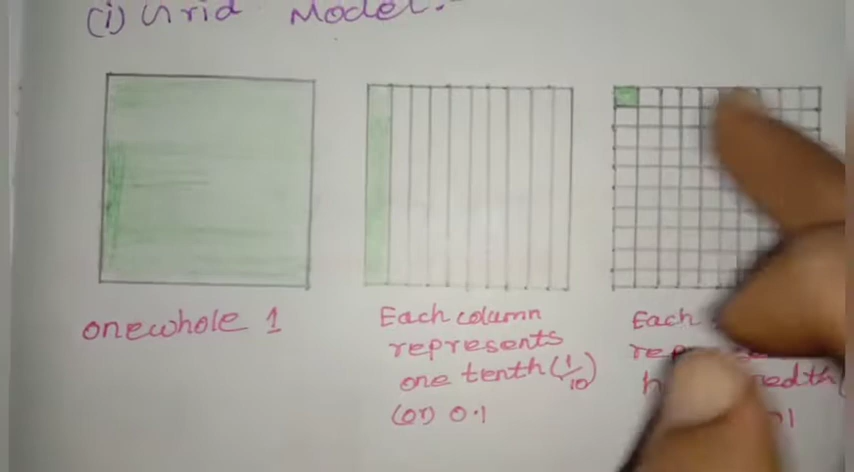 (i) Grid Model:-
onewhole 1
Each column
represents
one tenth (1/10)
(or) 0.1
Each